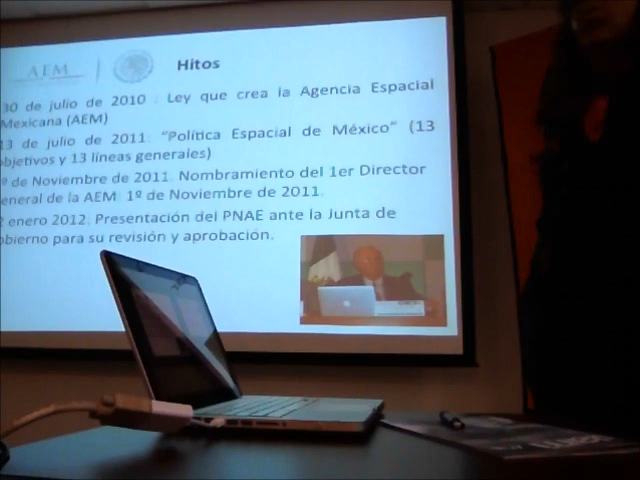 AEM
Hitos
30 de julio de 2010 : Ley que crea la Agencia Espacial
Mexicana (AEM)
13 de julio de 2011: “Política Espacial de México” (13
objetivos y 13 líneas generales)
º de Noviembre de 2011. Nombramiento del 1er Director
General de la AEM: 1º de Noviembre de 2011.
2 enero 2012. Presentación del PNAE ante la Junta de
obierno para su revisión y aprobación.